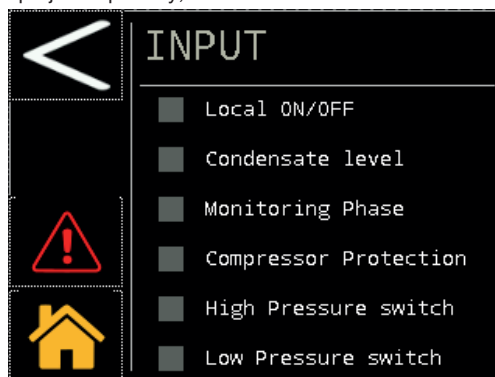 INPUT
Local ON/OFF
Condensate level
Monitoring Phase
Compressor Protection
High Pressure switch
Low Pressure switch